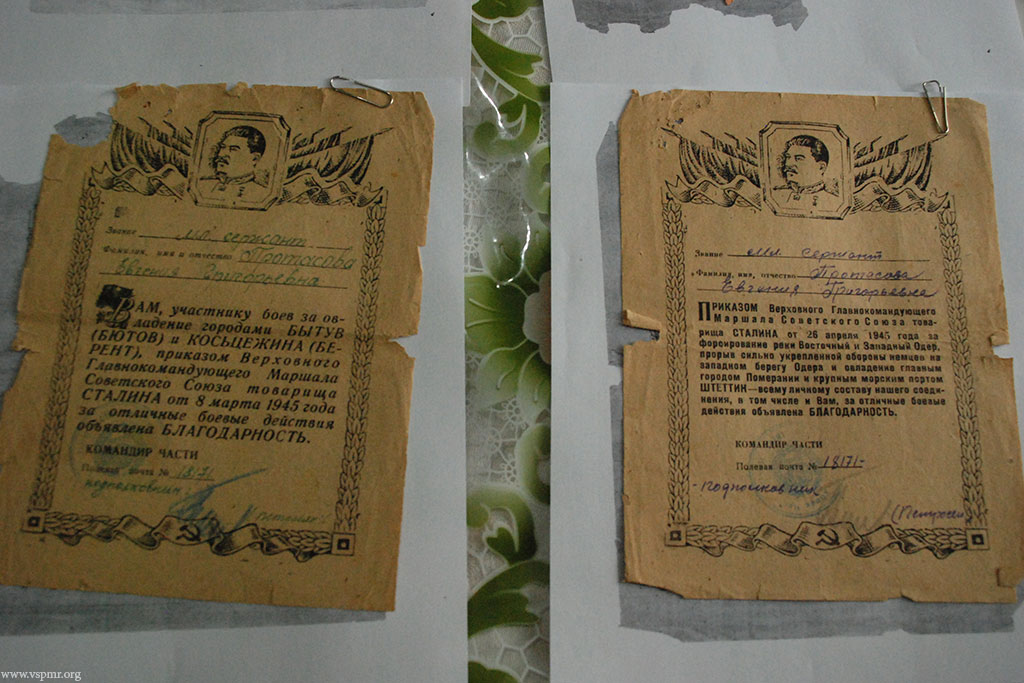 Звание мл. сержант
Фамилия, имя и отчество Протасова
Евгения Григорьевна
ВАМ, участнику боев за ов-
ладение городами БЫТУВ
(БЮТОВ) и КОСЬЦЕЖИНА (БЕ-
РЕНТ), приказом Верховного
Главнокомандующего Маршала
Советского Союза товарища
СТАЛИНА от 8 марта 1945 года
за отличные боевые действия
объявлена БЛАГОДАРНОСТЬ.
КОМАНДИР ЧАСТИ
Полевая почта № 18171
подполковник
Звание мл. сержант
Фамилия, имя, отчество Протасова
Евгения Григорьевна
ПРИКАЗОМ Верховного Главнокомандующего
Маршала Советского Союза това-
рища СТАЛИНА от 26 апреля 1945 года за
форсирование реки Восточный и Западный Одер,
прорыв сильно укрепленной обороны немцев на
западном берегу Одера и овладение главным
городом Померании и крупным морским портом
ШТЕТТИН—всему личному составу нашего соеди-
нения, в том числе и Вам, за отличные боевые
действия объявлена БЛАГОДАРНОСТЬ.
КОМАНДИР ЧАСТИ
Полевая почта № 18171-
-подполковник
www.vspmr.org